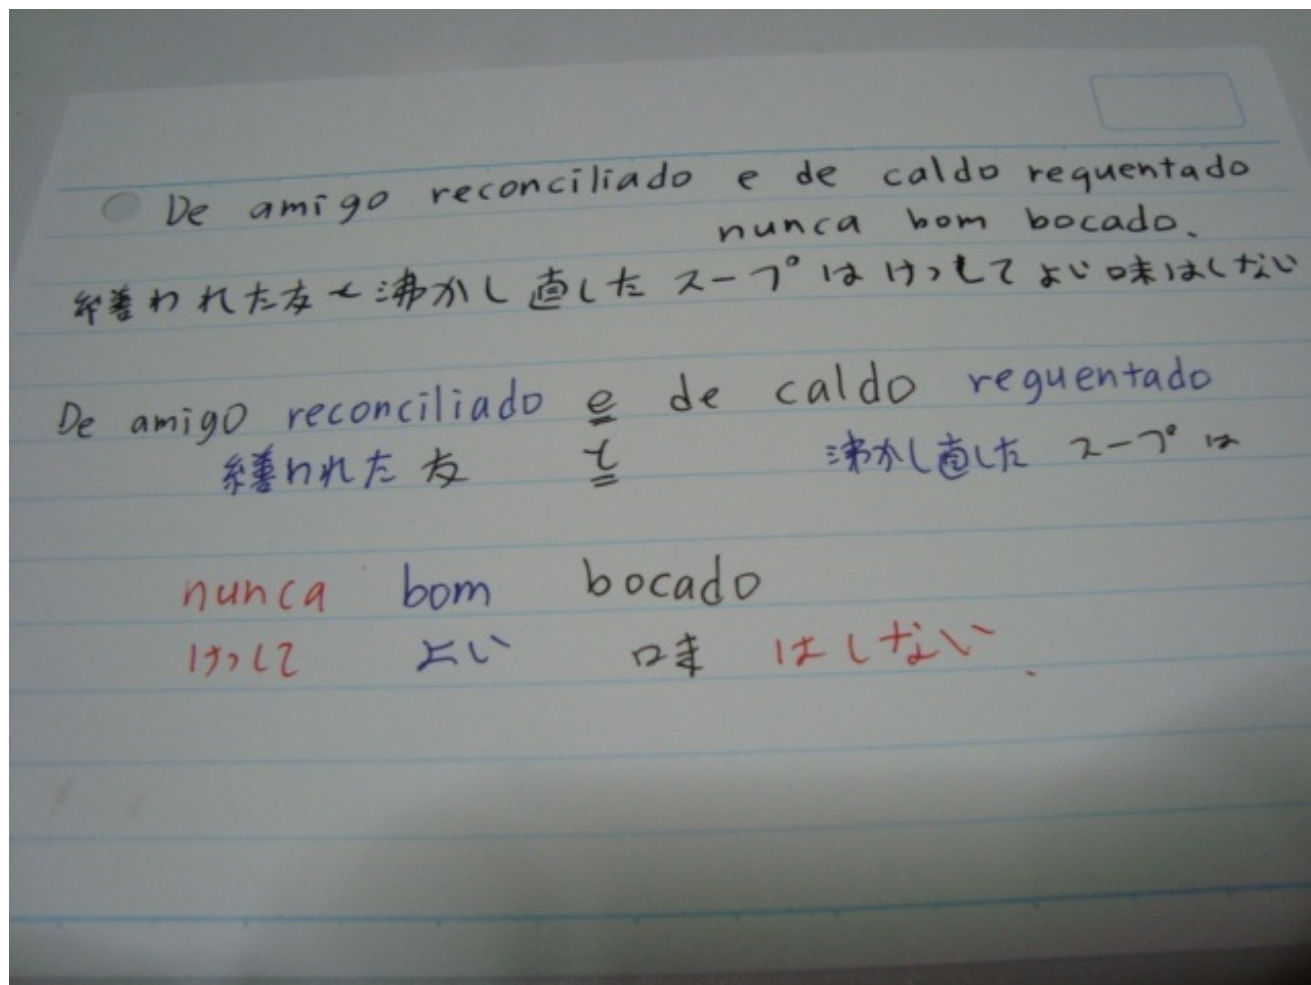 De amigo reconciliado e de caldo requentado
nunca bom bocado.
繕われた友と沸かし直したスープはけっしてよい味はしない
De amigo reconciliado e de caldo requentado
繕われた友 と 沸かし直したスープは
nunca bom bocado
けっして よい 味 はしない.